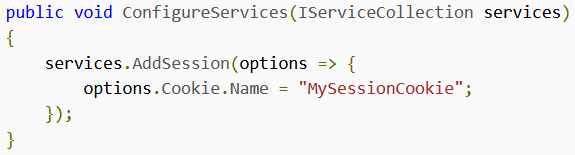 public void ConfigureServices(IServiceCollection services)
{
    services.AddSession(options => {
        options.Cookie.Name = "MySessionCookie";
    });
}